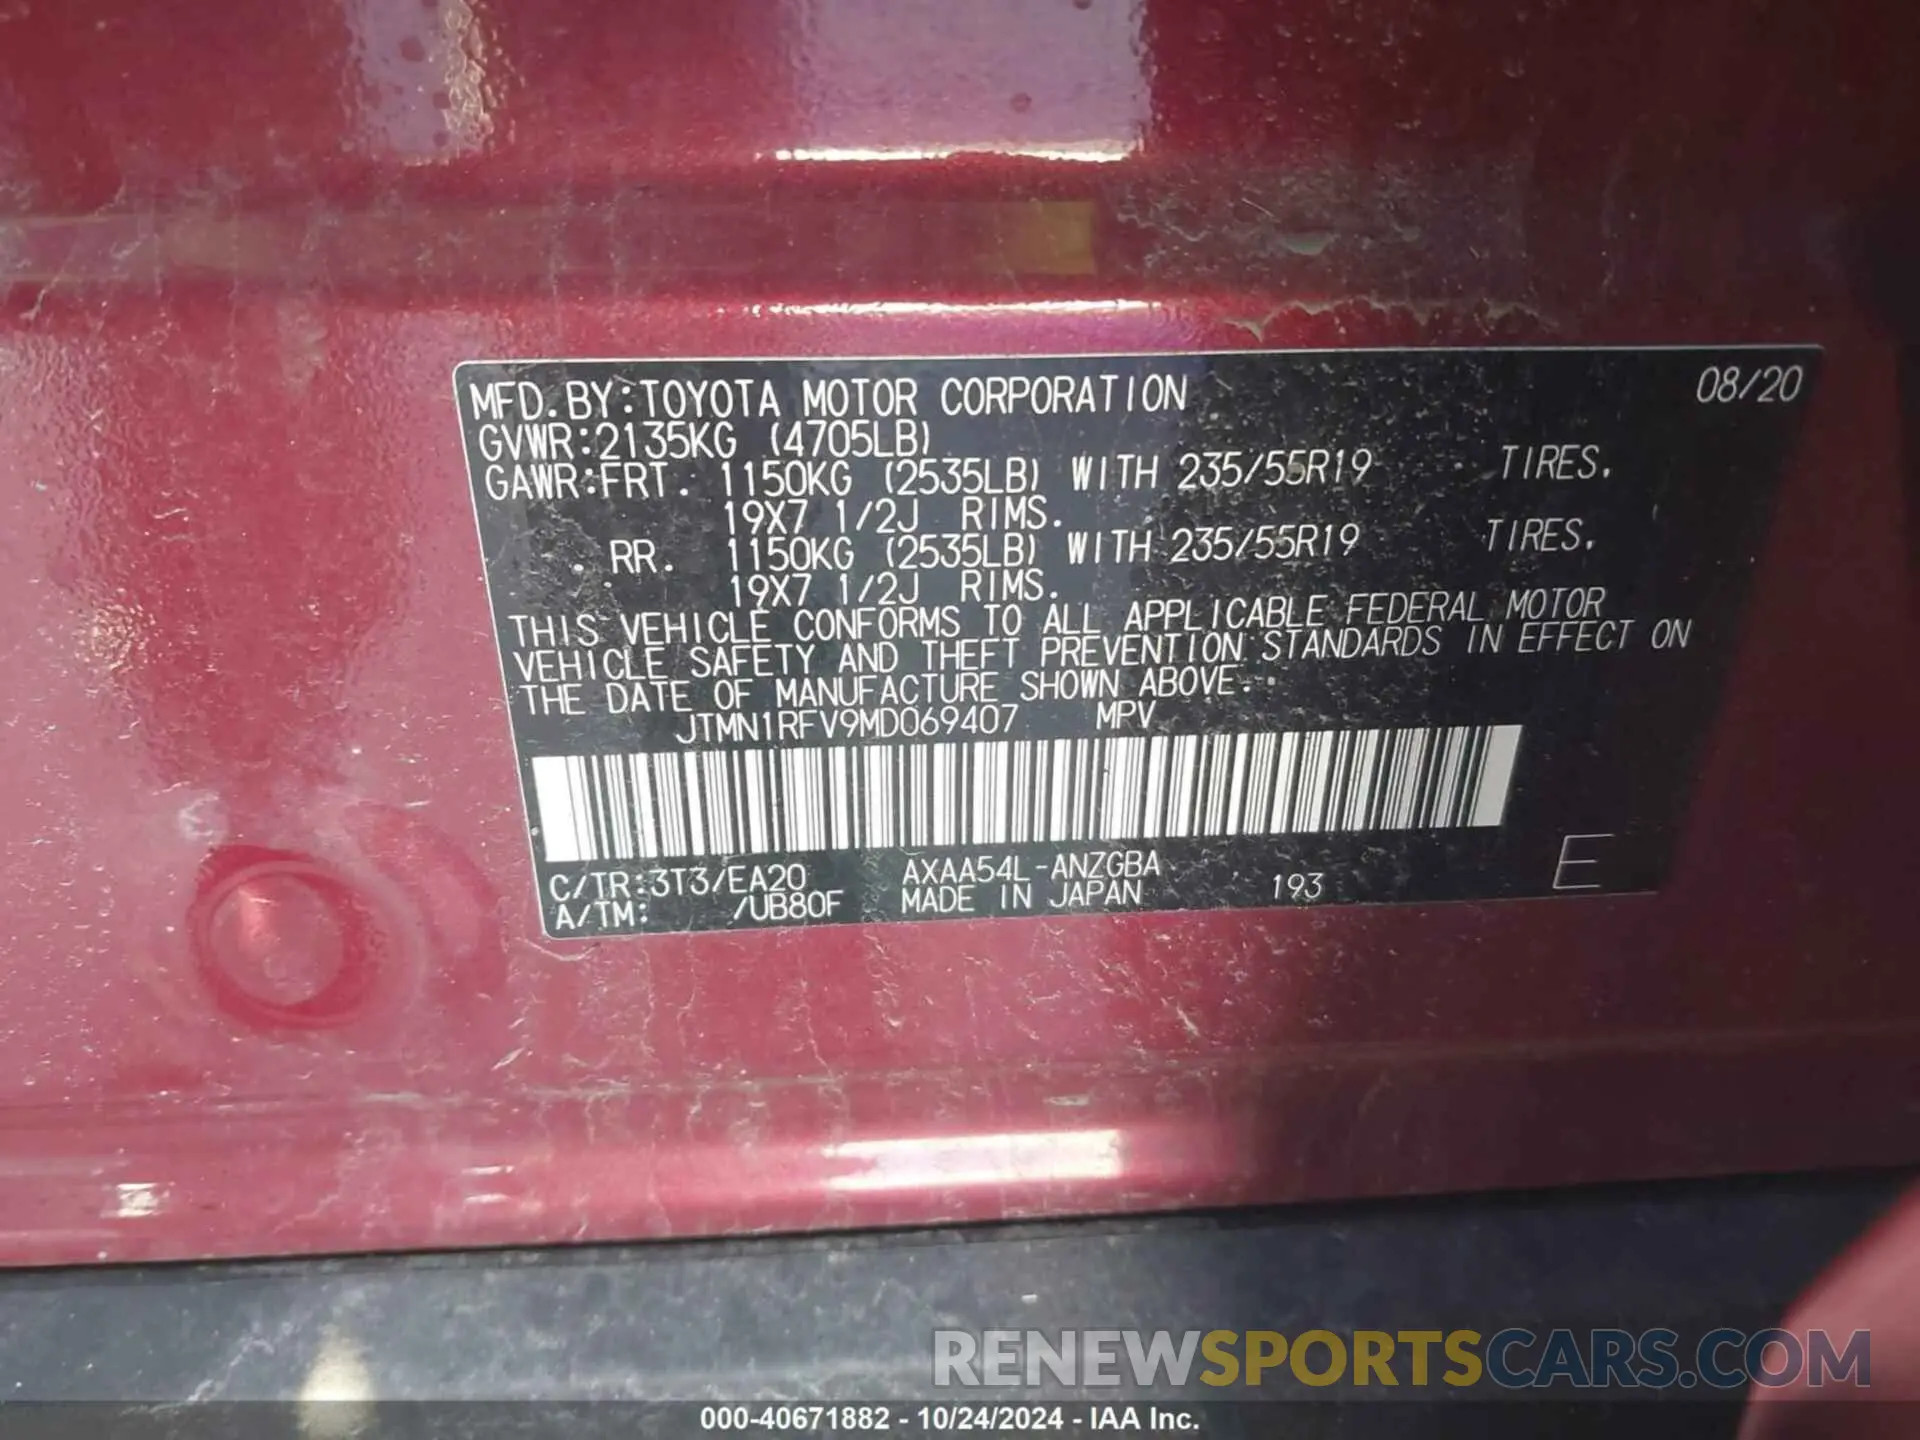 MFD.BY:TOYOTA MOTOR CORPORATION 08/20
GVWR:2135KG (4705LB)
GAWR:FRT. 1150KG (2535LB) WITH 235/55R19 TIRES.
19X7 1/2J RIMS.
RR. 1150KG (2535LB) WITH 235/55R19 TIRES.
19X7 1/2J RIMS.
THIS VEHICLE CONFORMS TO ALL APPLICABLE FEDERAL MOTOR
VEHICLE SAFETY AND THEFT PREVENTION STANDARDS IN EFFECT ON
THE DATE OF MANUFACTURE SHOWN ABOVE.
JTMN1RFV9MD069407 MPV
C/TR:3T3/EA20 AXAA54L-ANZGBA
A/TM: /UB80F MADE IN JAPAN 193 E
RENEWSPORTSCARS.COM
000-40671882 - 10/24/2024 - IAA Inc.